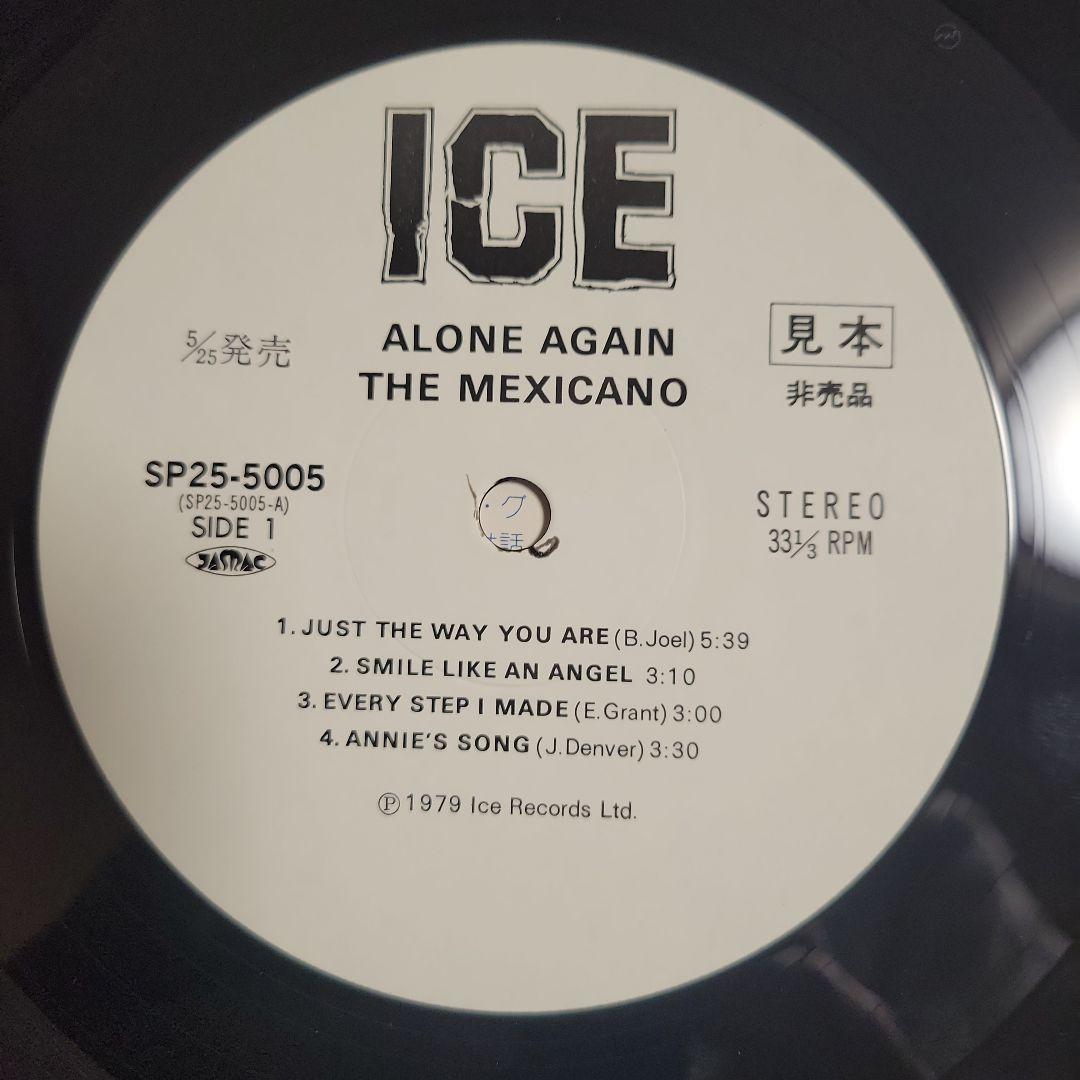 ICE
ALONE AGAIN
THE MEXICANO
5/25発売
見本
非売品
SP25-5005
(SP25-5005-A)
SIDE 1
JASRAC
STEREO
33⅓ RPM
・グ
話
1. JUST THE WAY YOU ARE (B.Joel) 5:39
2. SMILE LIKE AN ANGEL 3:10
3. EVERY STEP I MADE (E.Grant) 3:00
4. ANNIE'S SONG (J.Denver) 3:30
Ⓟ 1979 Ice Records Ltd.